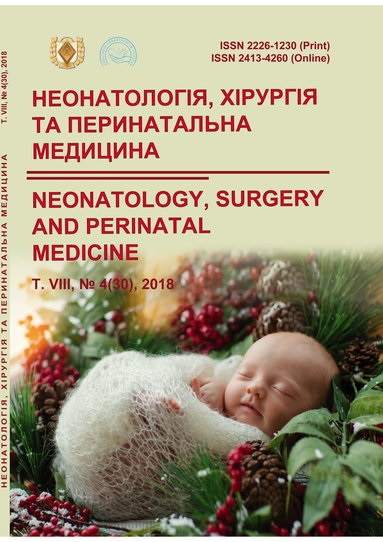 ISSN 2226-1230 (Print)
ISSN 2413-4260 (Online)
НЕОНАТОЛОГІЯ, ХІРУРГІЯ
ТА ПЕРИНАТАЛЬНА
МЕДИЦИНА
NEONATOLOGY, SURGERY
AND PERINATAL
MEDICINE
Т. VIII, № 4(30), 2018
НЕОНАТОЛОГІЯ, ХІРУРГІЯ ТА ПЕРИНАТАЛЬНА МЕДИЦИНА
Т. VIII, № 4(30), 2018